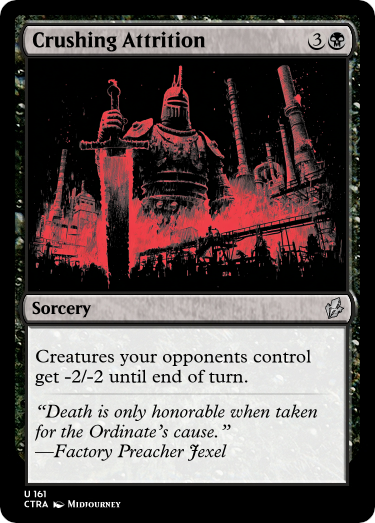 Crushing Attrition 3
Sorcery
Creatures your opponents control
get -2/-2 until end of turn.
“Death is only honorable when taken
for the Ordinate's cause.”
—Factory Preacher Jexel
U 161
CTRA Midjourney